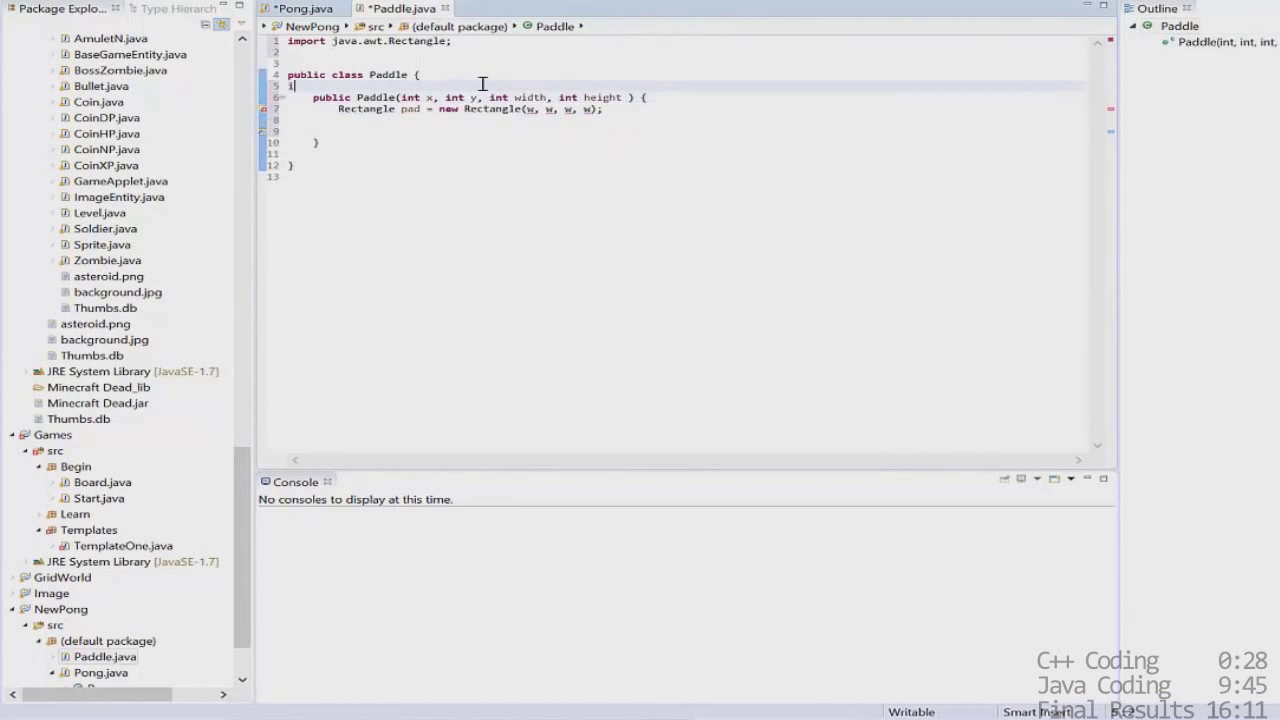 Package Explo...
Type Hierarch
AmuletN.java
BaseGameEntity.java
BossZombie.java
Bullet.java
Coin.java
CoinDP.java
CoinHP.java
CoinNP.java
CoinXP.java
GameApplet.java
ImageEntity.java
Level.java
Soldier.java
Sprite.java
Zombie.java
asteroid.png
background.jpg
Thumbs.db
asteroid.png
background.jpg
Thumbs.db
JRE System Library [JavaSE-1.7]
Minecraft Dead_lib
Minecraft Dead.jar
Thumbs.db
Games
src
Begin
Board.java
Start.java
Learn
Templates
TemplateOne.java
JRE System Library [JavaSE-1.7]
GridWorld
Image
NewPong
src
(default package)
Paddle.java
Pong.java
*Pong.java
*Paddle.java
NewPong
src
(default package)
Paddle
1 import java.awt.Rectangle;
2
3
4 public class Paddle {
5 i
6 public Paddle(int x, int y, int width, int height ) {
7 Rectangle pad = new Rectangle(w, w, w, w);
8
9
10 }
11
12 }
13
Console
No consoles to display at this time.
Outline
Paddle
Paddle(int, int, int,
Writable
Smart Insert
C++ Coding 0:28
Java Coding 9:45
Final Results 16:11